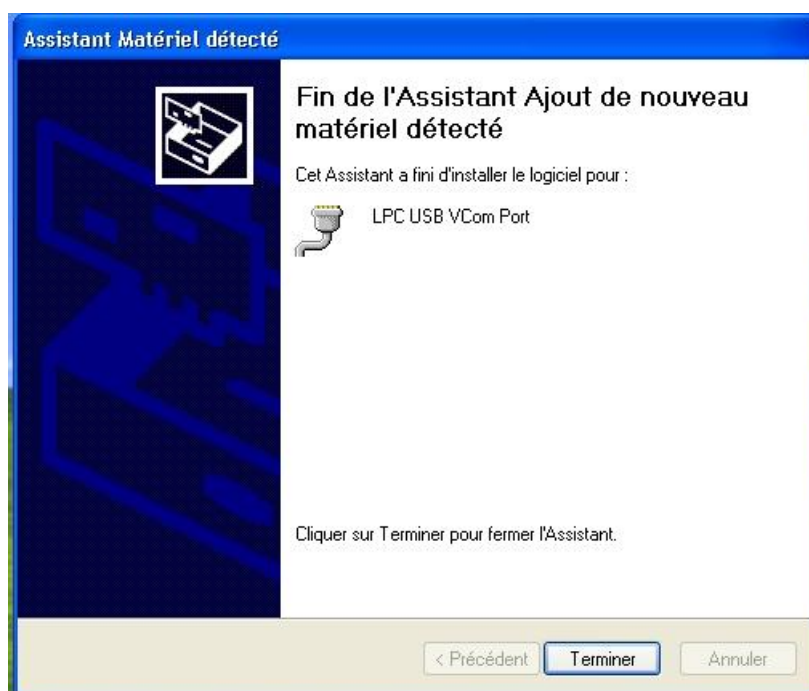 Assistant Matériel détecté
Fin de l'Assistant Ajout de nouveau
matériel détecté
Cet Assistant a fini d'installer le logiciel pour :
LPC USB VCom Port
Cliquer sur Terminer pour fermer l'Assistant.
< Précédent Terminer Annuler